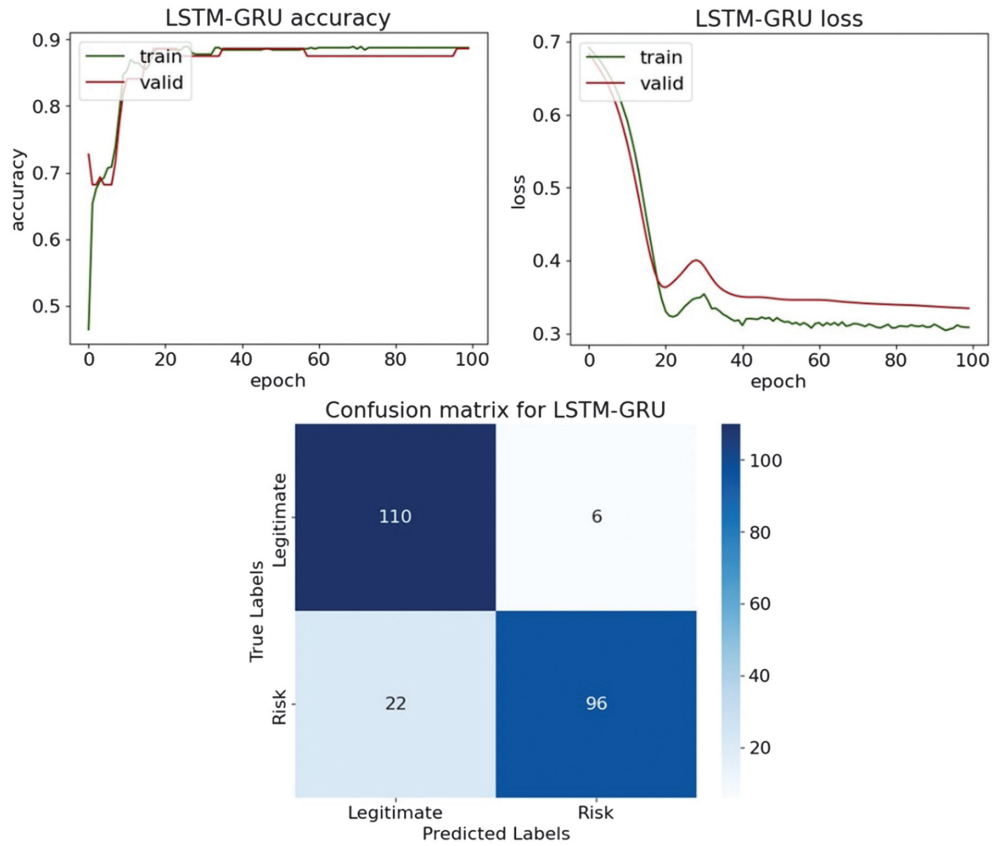 LSTM-GRU accuracy
0.9
0.8
0.7
0.6
0.5
accuracy
train
valid
0 20 40 60 80 100
epoch
LSTM-GRU loss
0.7
0.6
0.5
0.4
0.3
loss
train
valid
0 20 40 60 80 100
epoch
Confusion matrix for LSTM-GRU
True Labels
Legitimate
110 6
Risk
22 96
Legitimate Risk
Predicted Labels
100
80
60
40
20